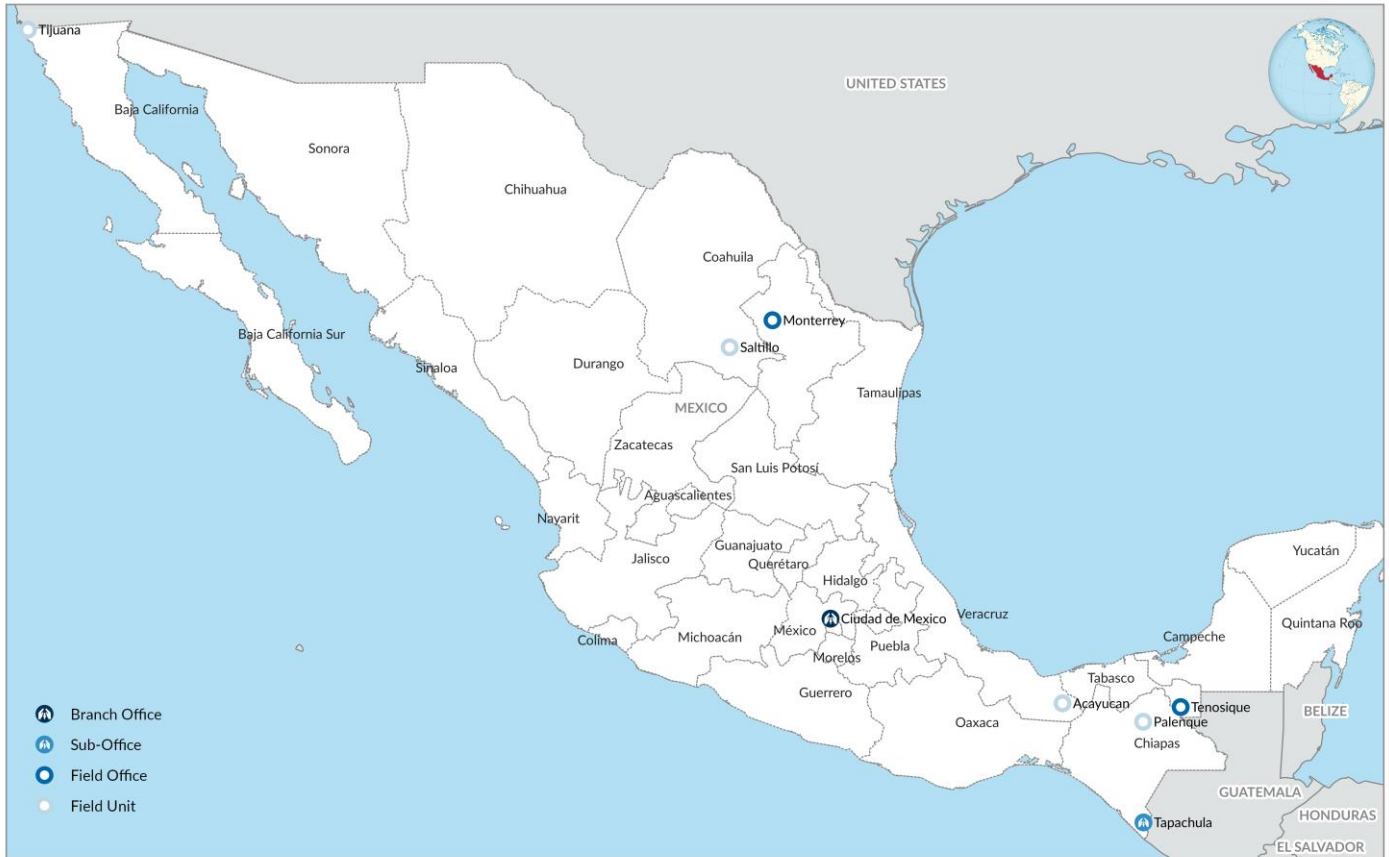 Tijuana
UNITED STATES
Baja California
Sonora
Chihuahua
Coahuila
Monterrey
Baja California Sur
Saltillo
Sinaloa
Durango
Tamaulipas
MEXICO
Zacatecas
San Luis Potosí
Aguascalientes
Nayarit
Guanajuato
Yucatán
Jalisco
Querétaro
Hidalgo
Veracruz
Ciudad de Mexico
Quintana Roo
México
Michoacán
Colima
Campeche
Puebla
Morelos
Tabasco
Guerrero
Acayucan
Tenosique
BELIZE
Oaxaca
Palenque
Chiapas
GUATEMALA
HONDURAS
Tapachula
EL SALVADOR
Branch Office
Sub-Office
Field Office
Field Unit